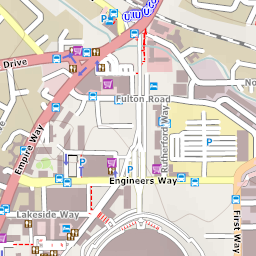 Drive
Fulton Road
No
Empire Way
Rutherford Way
P
P
P
P
Engineers Way
Lakeside Way
First Way